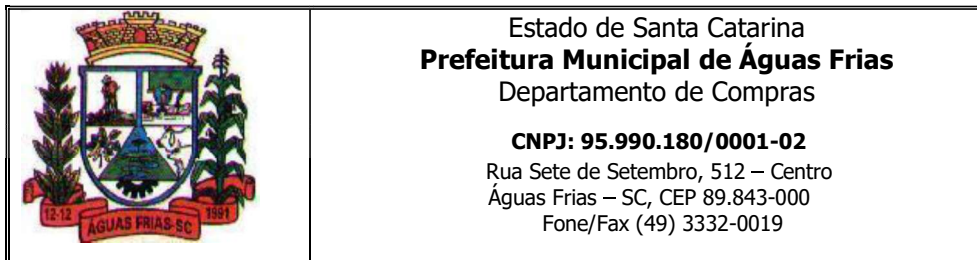 Estado de Santa Catarina
Prefeitura Municipal de Águas Frias
Departamento de Compras
CNPJ: 95.990.180/0001-02
Rua Sete de Setembro, 512 – Centro
Águas Frias – SC, CEP 89.843-000
Fone/Fax (49) 3332-0019
12-12
ÁGUAS FRIAS-SC
1991